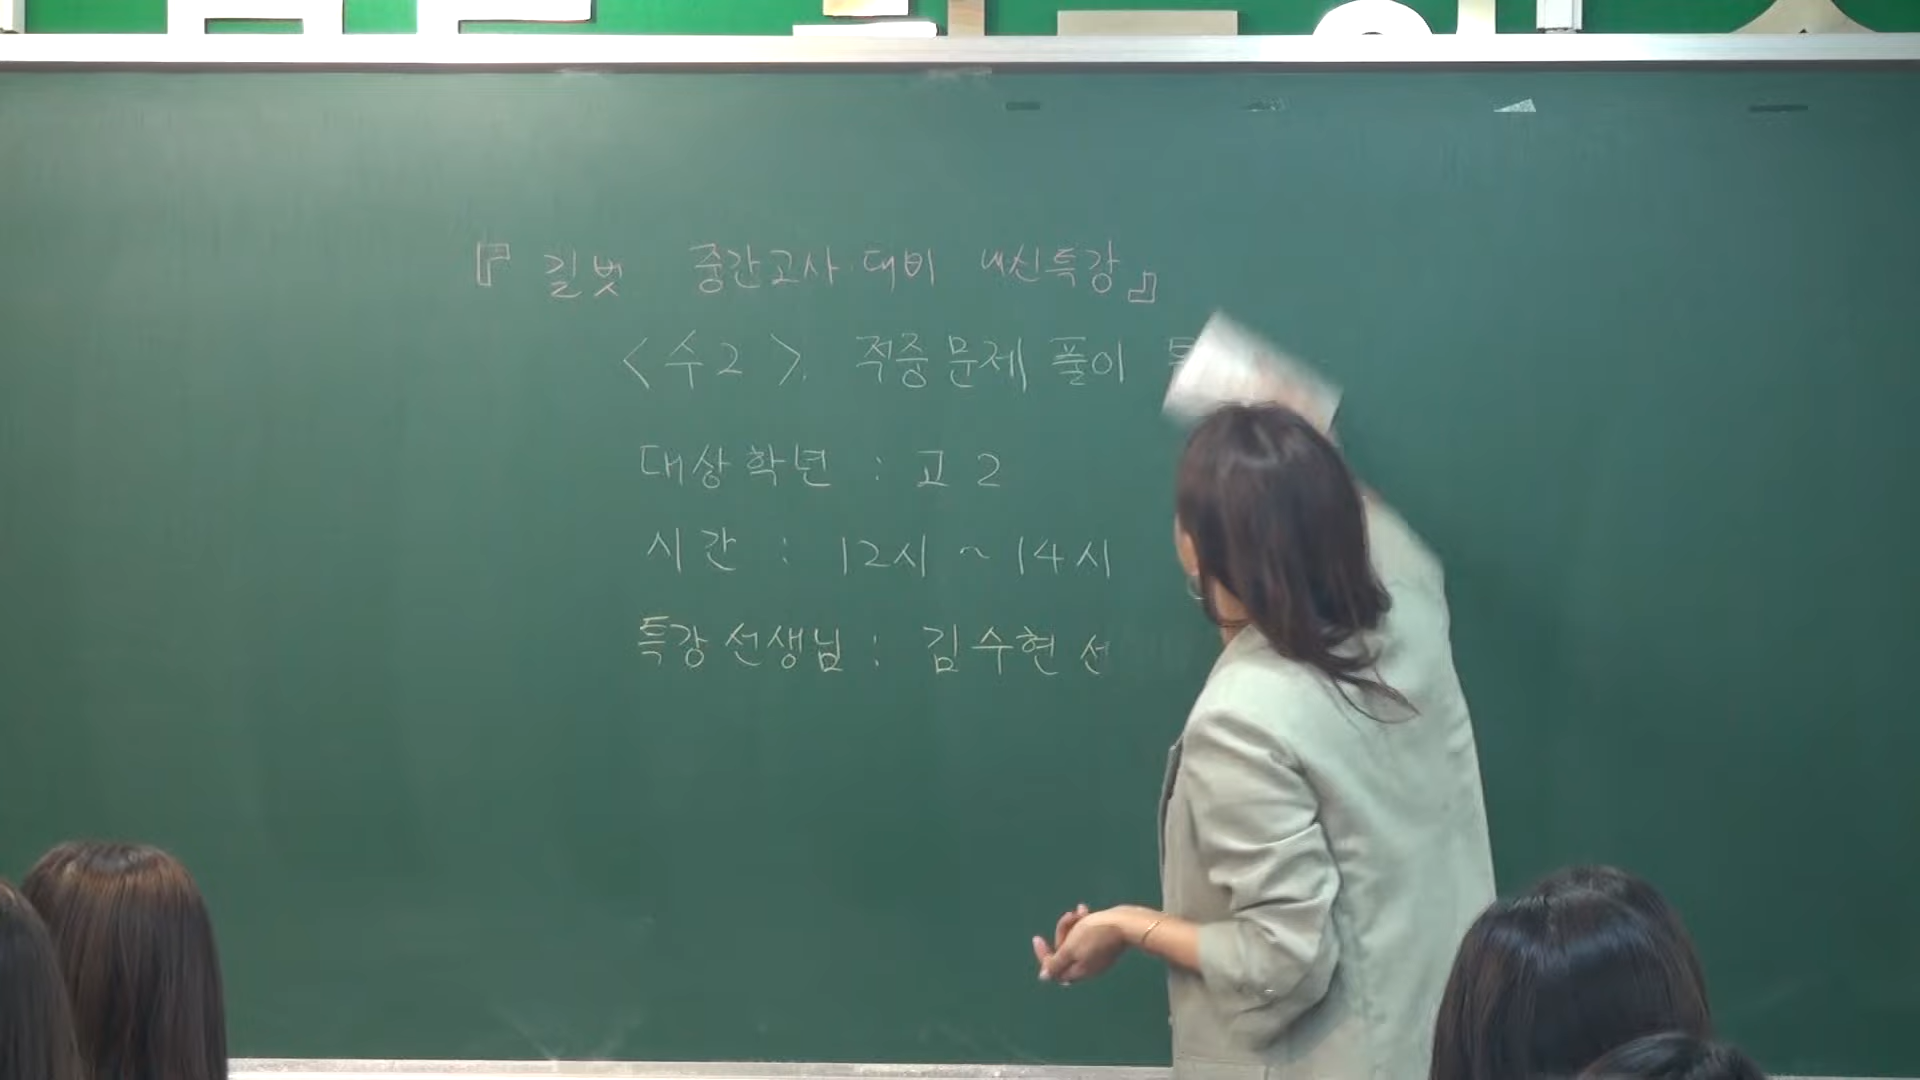 『 길벗 중간고사 대비 내신특강 』
<수2>. 적중문제 풀이
대상학년 : 고2
시간 : 12시 ~ 14시
특강선생님 : 김수현 선